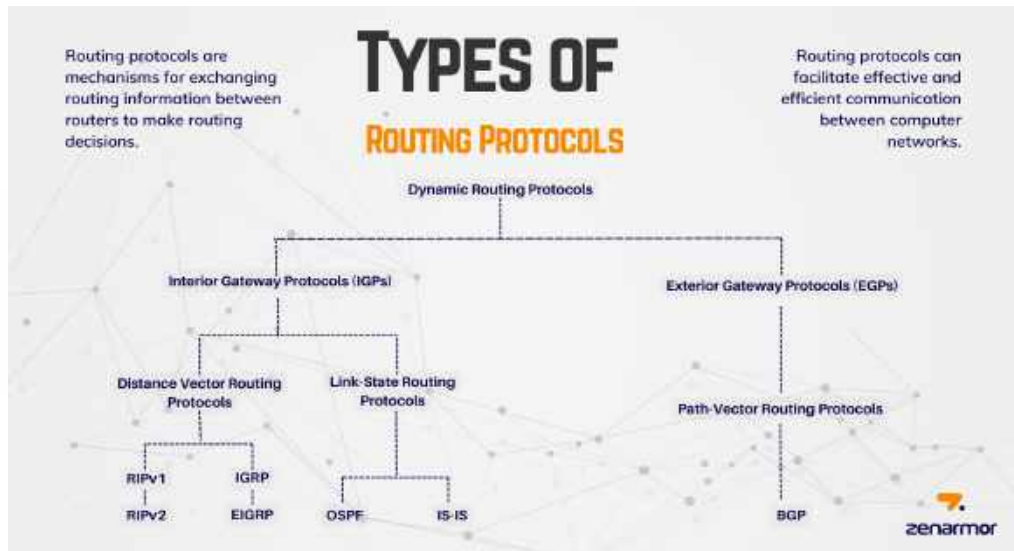 TYPES OF
ROUTING PROTOCOLS
Routing protocols are
mechanisms for exchanging
routing information between
routers to make routing
decisions.
Routing protocols can
facilitate effective and
efficient communication
between computer
networks.
Dynamic Routing Protocols
Interior Gateway Protocols (IGPs)
Exterior Gateway Protocols (EGPs)
Distance Vector Routing
Protocols
Link-State Routing
Protocols
Path-Vector Routing Protocols
RIPv1
IGRP
RIPv2
EIGRP
OSPF
IS-IS
BGP
zenarmor